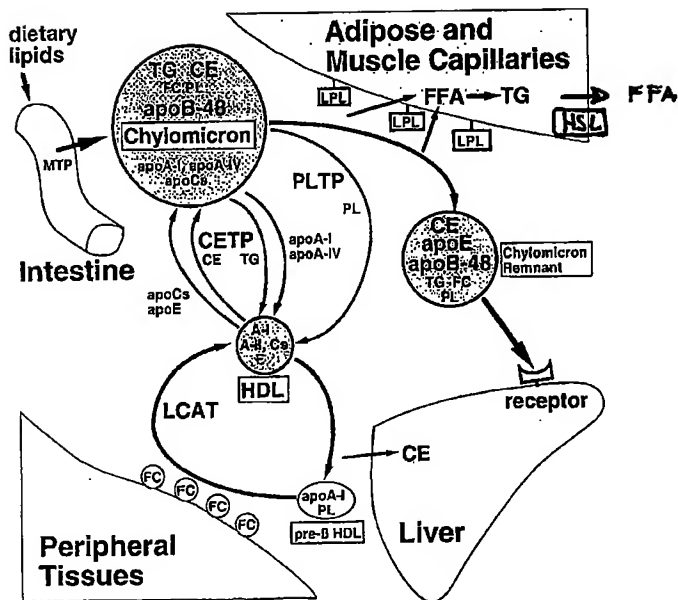 dietary
lipids
MTP
Intestine
TG CE
FC PL
apoB-48
Chylomicron
apoA-I, apoA-IV
apoCs
Adipose and
Muscle Capillaries
LPL
FFA
TG
FFA
HSL
LPL
LPL
PLTP
PL
CETP
CE
TG
apoA-I
apoA-IV
apoCs
apoE
CE
apoE
apoB-48
TG FC
PL
Chylomicron
Remnant
A-I
A-II, Cs
E
HDL
receptor
LCAT
CE
FC
FC
FC
FC
apoA-I
PL
pre-B HDL
Liver
Peripheral
Tissues